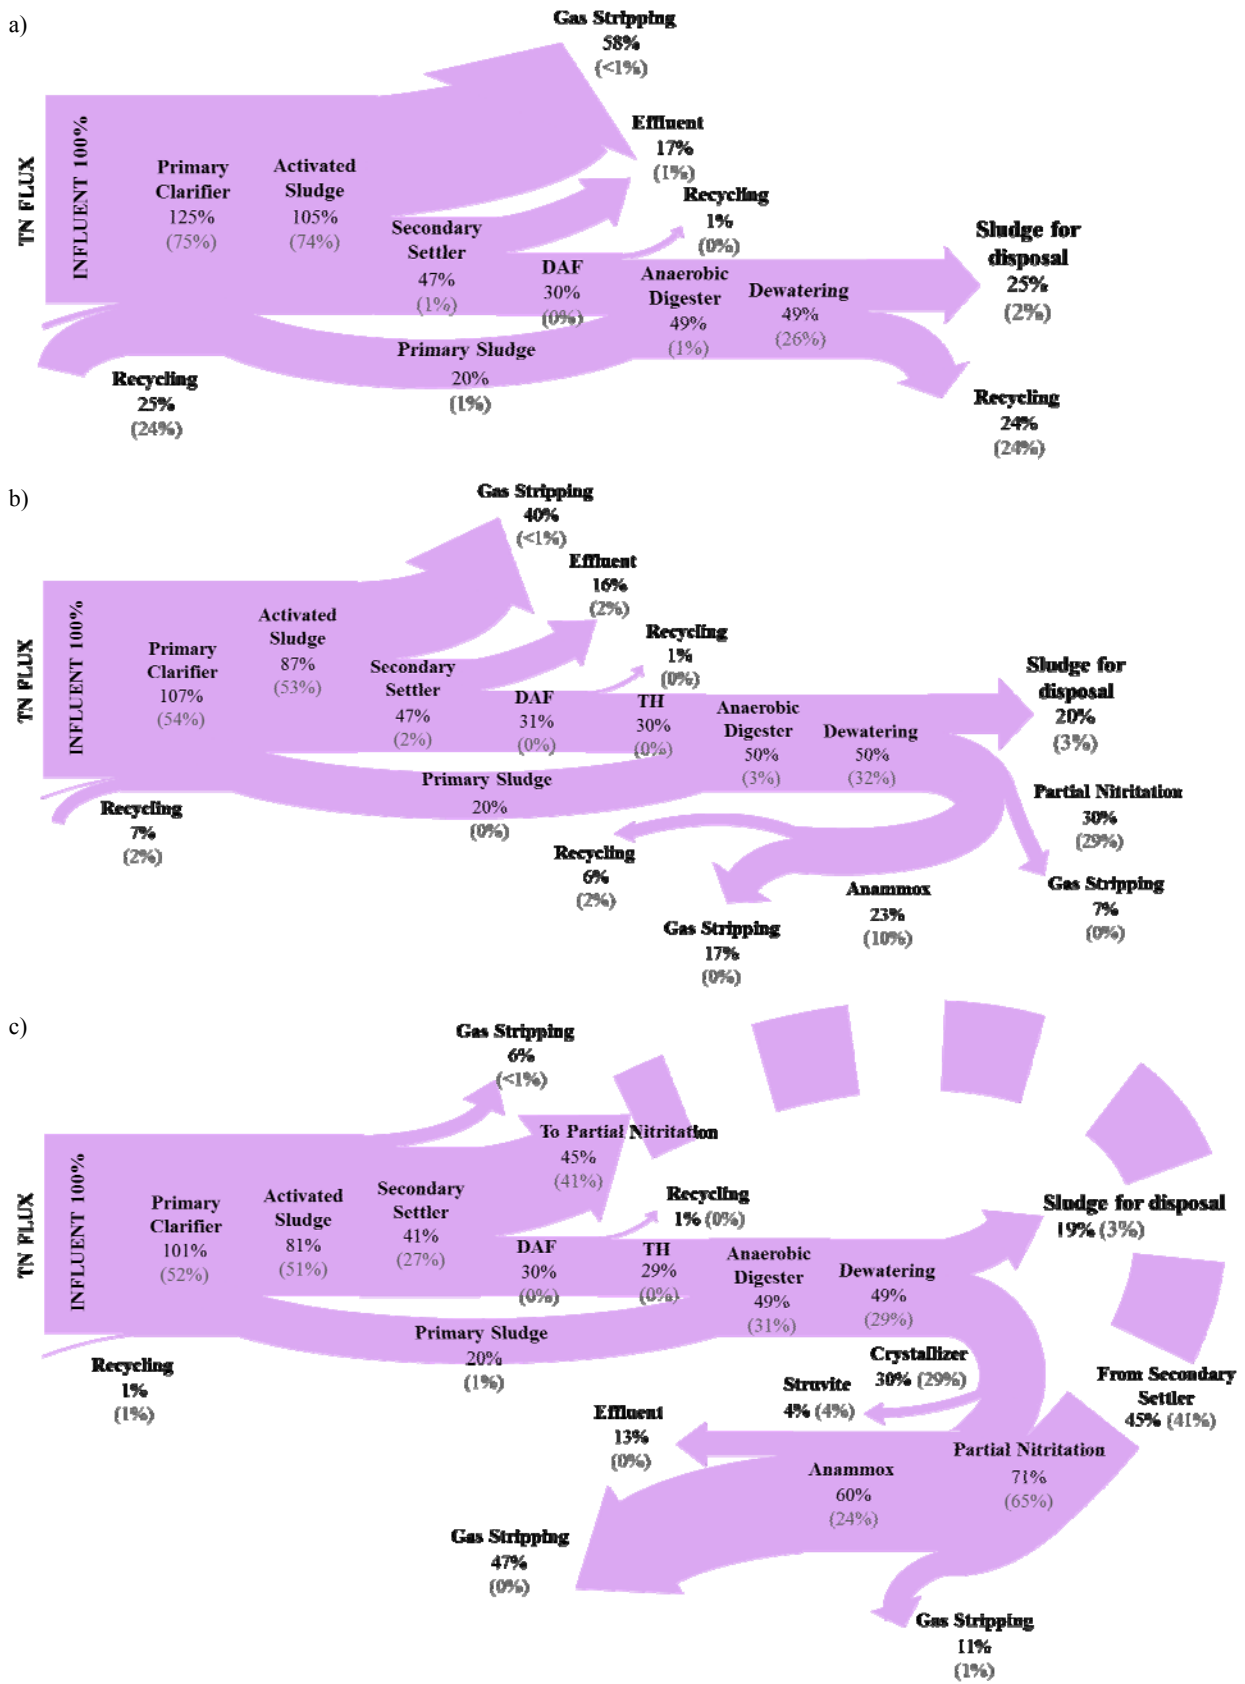 a)
Gas Stripping
58%
(<1%)
Effluent
17%
(1%)
Recycling
1%
(0%)
TN FLUX
INFLUENT 100%
Primary
Clarifier
125%
(75%)
Activated
Sludge
105%
(74%)
Secondary
Settler
47%
(1%)
DAF
30%
(0%)
Anaerobic
Digester
49%
(1%)
Dewatering
49%
(26%)
Sludge for
disposal
25%
(2%)
Primary Sludge
20%
(1%)
Recycling
25%
(24%)
Recycling
24%
(24%)
b)
Gas Stripping
40%
(<1%)
Effluent
16%
(2%)
Recycling
1%
(0%)
TN FLUX
INFLUENT 100%
Primary
Clarifier
107%
(54%)
Activated
Sludge
87%
(53%)
Secondary
Settler
47%
(2%)
DAF
31%
(0%)
TH
30%
(0%)
Anaerobic
Digester
50%
(3%)
Dewatering
50%
(32%)
Sludge for
disposal
20%
(3%)
Primary Sludge
20%
(0%)
Recycling
7%
(2%)
Partial Nitritation
30%
(29%)
Recycling
6%
(2%)
Gas Stripping
17%
(0%)
Anammox
23%
(10%)
Gas Stripping
7%
(0%)
c)
Gas Stripping
6%
(<1%)
To Partial Nitritation
45%
(41%)
Recycling
1% (0%)
TN FLUX
INFLUENT 100%
Primary
Clarifier
101%
(52%)
Activated
Sludge
81%
(51%)
Secondary
Settler
41%
(27%)
DAF
30%
(0%)
TH
29%
(0%)
Anaerobic
Digester
49%
(31%)
Dewatering
49%
(29%)
Sludge for disposal
19% (3%)
Primary Sludge
20%
(1%)
Recycling
1%
(1%)
Crystallizer
30% (29%)
Struvite
4% (4%)
From Secondary
Settler
45% (41%)
Effluent
13%
(0%)
Partial Nitritation
71%
(65%)
Anammox
60%
(24%)
Gas Stripping
47%
(0%)
Gas Stripping
11%
(1%)